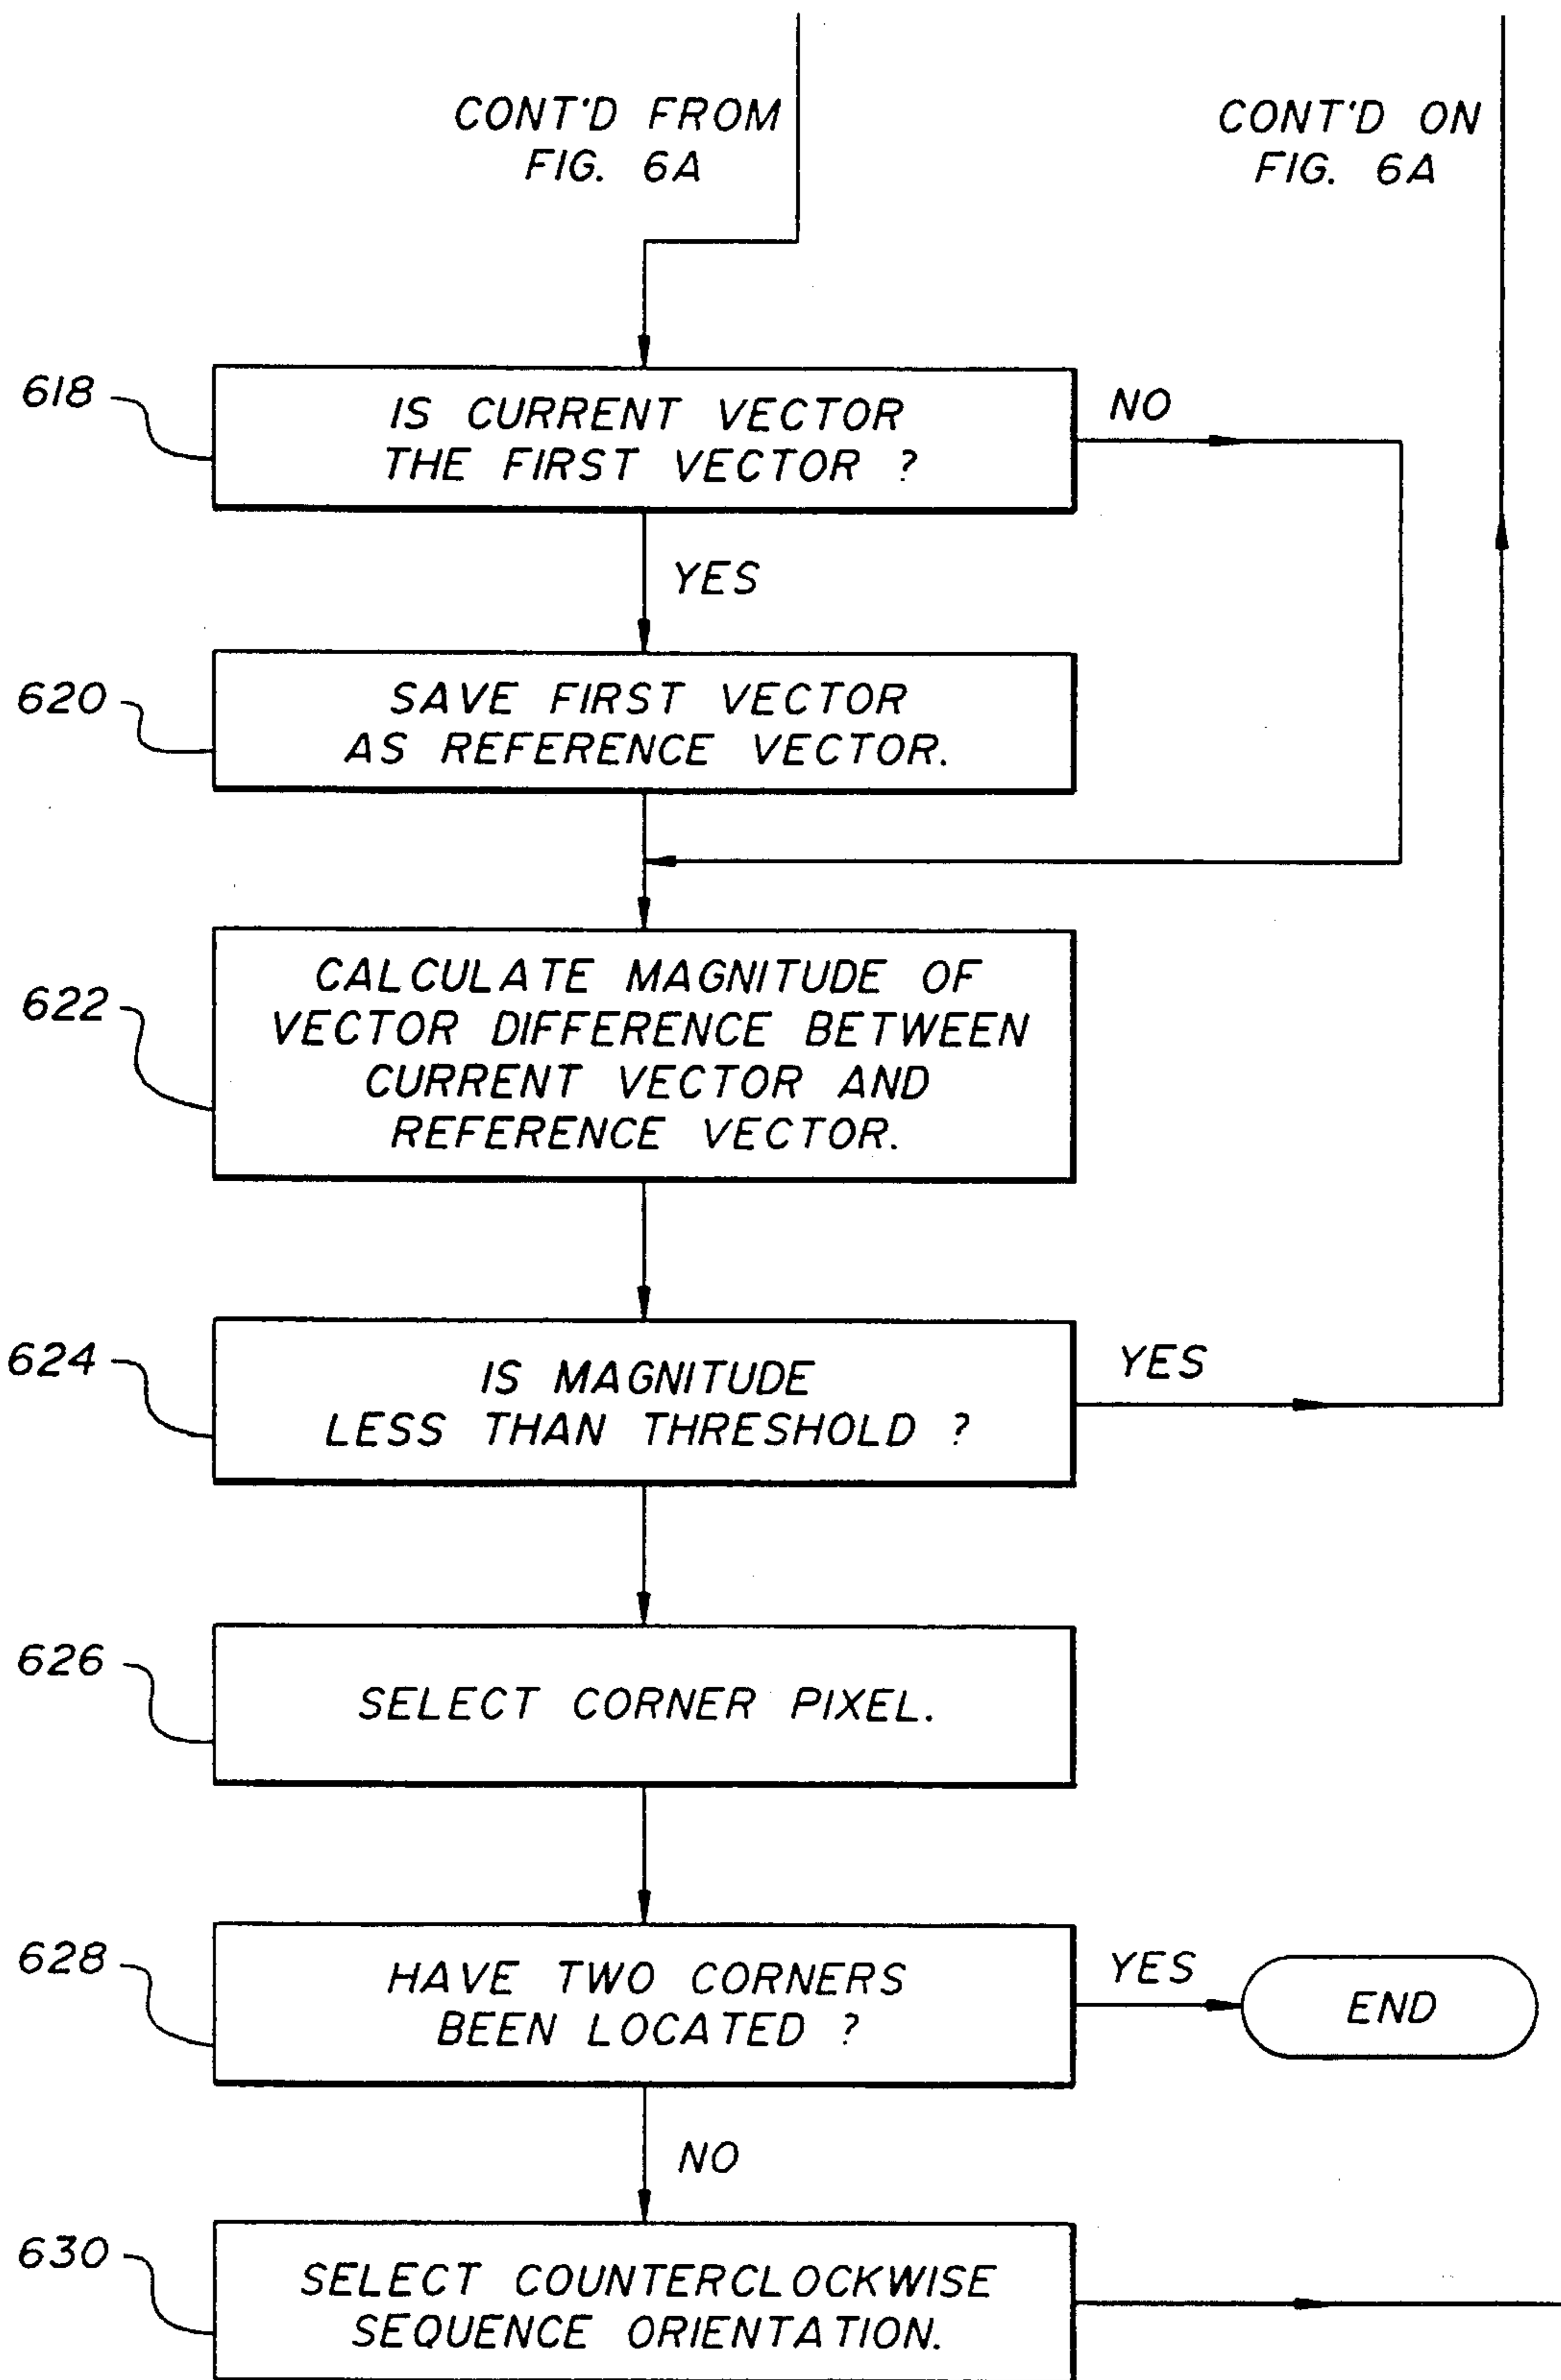 CONT'D FROM
FIG. 6A
CONT'D ON
FIG. 6A
618
IS CURRENT VECTOR
THE FIRST VECTOR ?
NO
YES
620
SAVE FIRST VECTOR
AS REFERENCE VECTOR.
622
CALCULATE MAGNITUDE OF
VECTOR DIFFERENCE BETWEEN
CURRENT VECTOR AND
REFERENCE VECTOR.
624
IS MAGNITUDE
LESS THAN THRESHOLD ?
YES
626
SELECT CORNER PIXEL.
628
HAVE TWO CORNERS
BEEN LOCATED ?
YES
END
NO
630
SELECT COUNTERCLOCKWISE
SEQUENCE ORIENTATION.